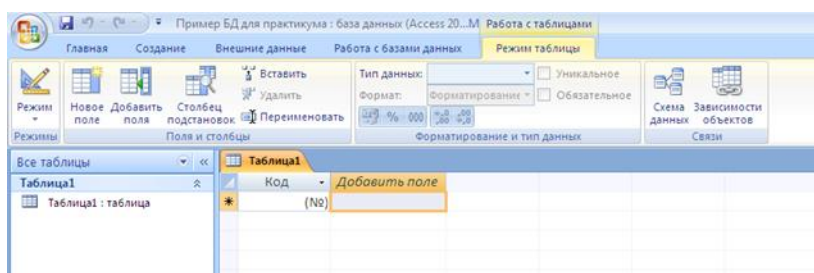 Пример БД для практикума : база данных (Access 20...M Работа с таблицами
Главная Создание Внешние данные Работа с базами данных Режим таблицы
Режим
Новое поле
Добавить поля
Столбец подстановок
Вставить
Удалить
Переименовать
Тип данных:
Формат: Форматирование
% 000
Уникальное
Обязательное
Схема данных
Зависимости объектов
Режимы Поля и столбцы Форматирование и тип данных Связи
Все таблицы « Таблица1
Таблица1 Код Добавить поле
Таблица1 : таблица (№)